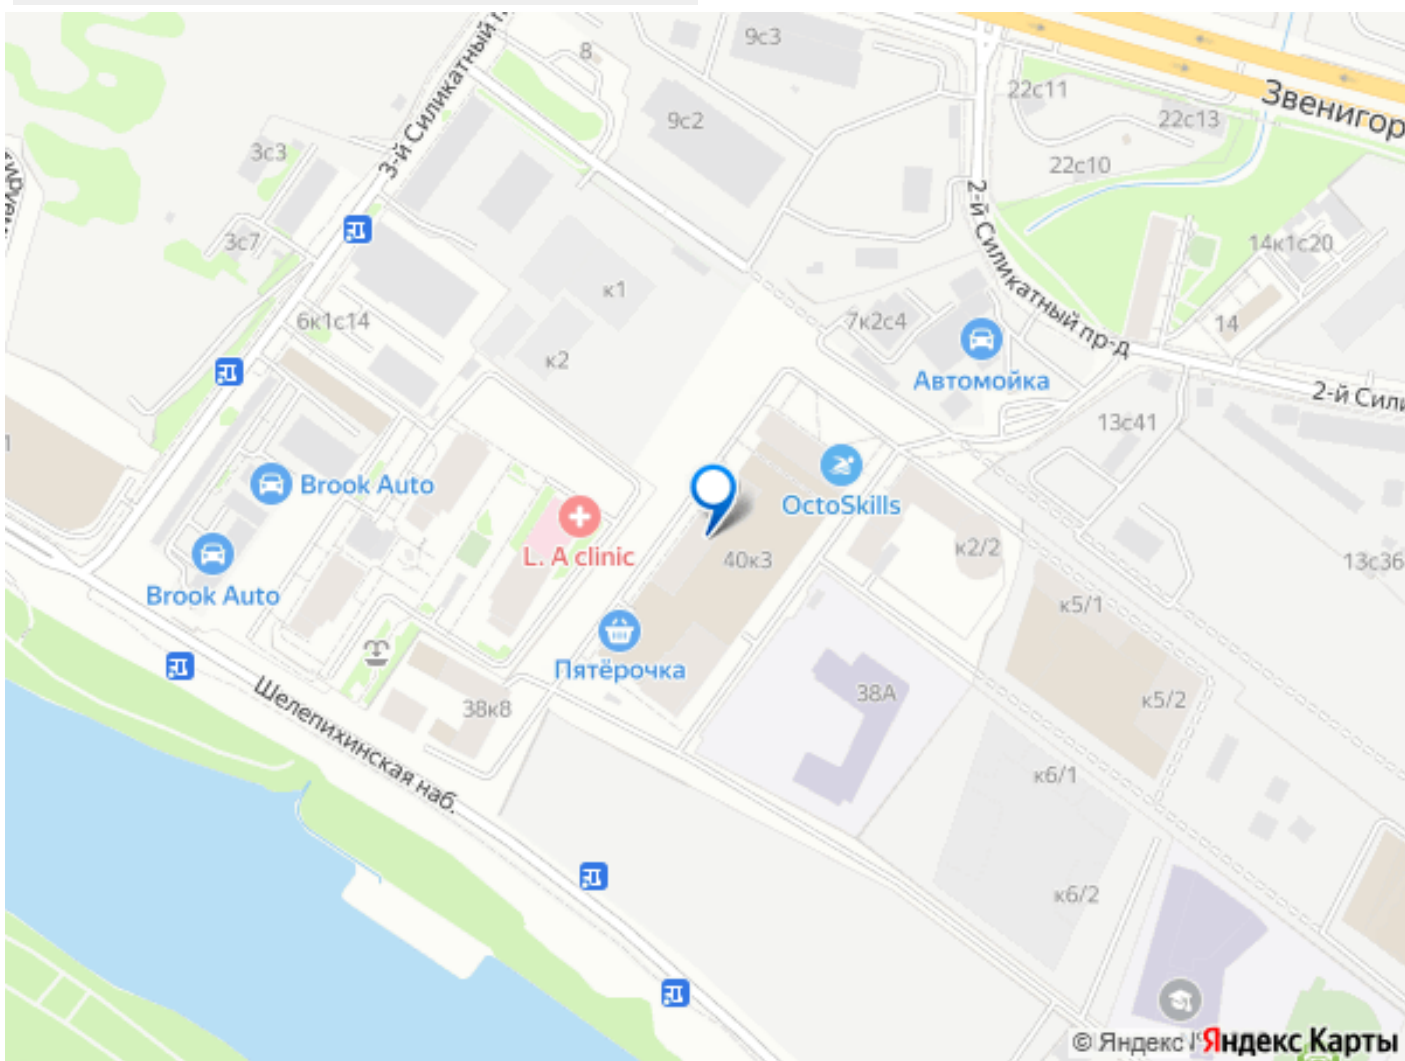 9с3
8
22с11
Звенигор
22с13
9с2
3-й Силикатный п
3с3
22с10
2-й Силикатный пр-д
3с7
14к1с20
к1
6к1с14
7к2с4
14
к2
Автомойка
2-й Сили
13с41
1
Brook Auto
OctoSkills
L. A clinic
40к3
к2/2
13с36
Brook Auto
к5/1
Пятёрочка
Шелепихинская наб.
38к8
38А
к5/2
к6/1
к6/2
© Яндекс
Яндекс Карты